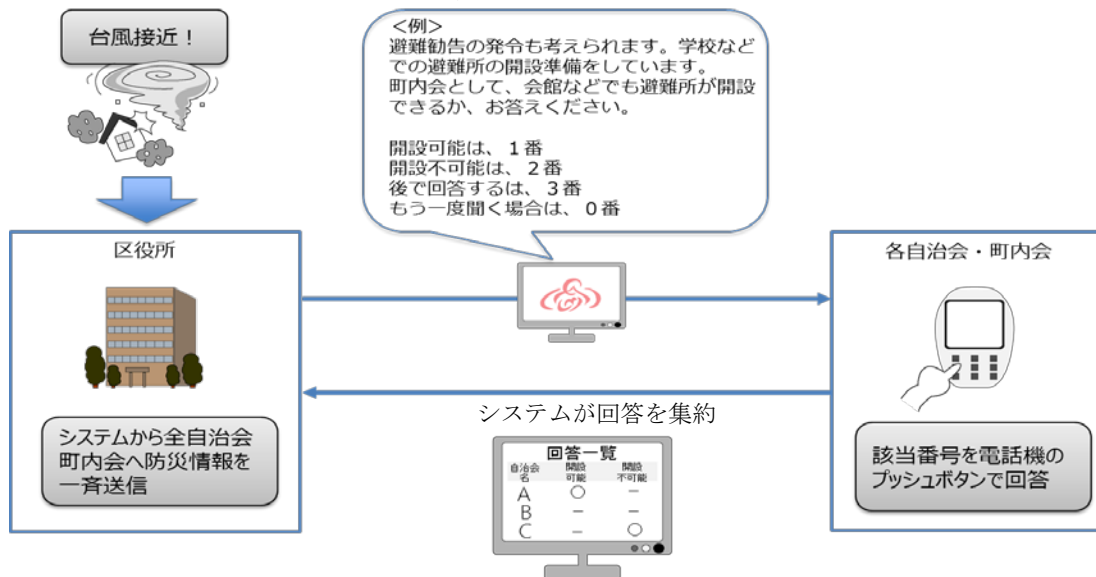 台風接近！
＜例＞
避難勧告の発令も考えられます。学校など
での避難所の開設準備をしています。
町内会として、会館などでも避難所が開設
できるか、お答えください。
開設可能は、１番
開設不可能は、２番
後で回答するは、３番
もう一度聞く場合は、０番
区役所
システムから全自治会
町内会へ防災情報を
一斉送信
各自治会・町内会
該当番号を電話機の
プッシュボタンで回答
システムが回答を集約
回答一覧
自治会名 開設可能 開設不可能
A ○ －
B － －
C － ○